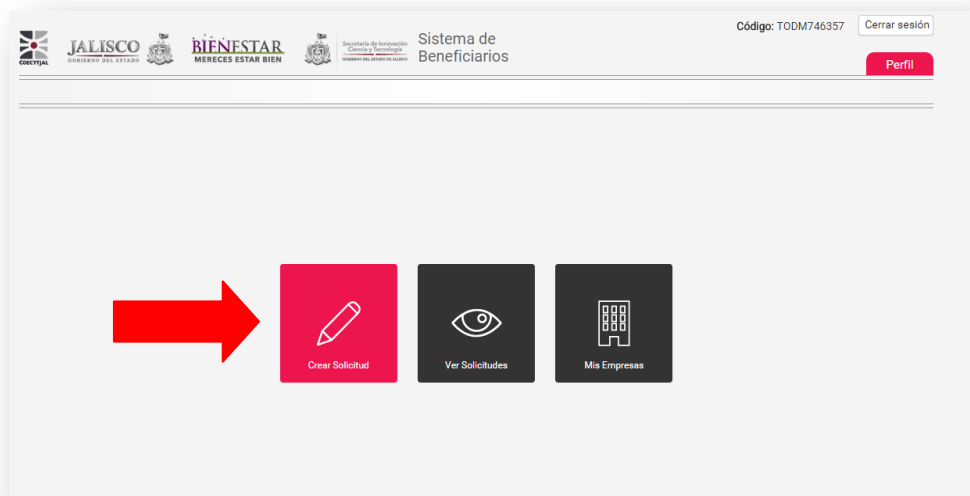 Código: TODM746357
Cerrar sesión
COECYTJAL
JALISCO
GOBIERNO DEL ESTADO
BIENESTAR
MERECES ESTAR BIEN
Secretaría de Innovación
Ciencia y Tecnología
GOBIERNO DEL ESTADO DE JALISCO
Sistema de
Beneficiarios
Perfil
Crear Solicitud
Ver Solicitudes
Mis Empresas